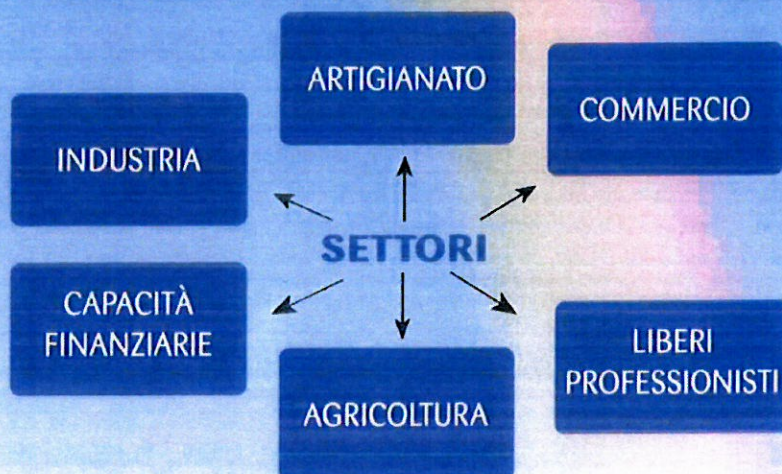 ARTIGIANATO
COMMERCIO
INDUSTRIA
SETTORI
CAPACITÀ
FINANZIARIE
LIBERI
PROFESSIONISTI
AGRICOLTURA